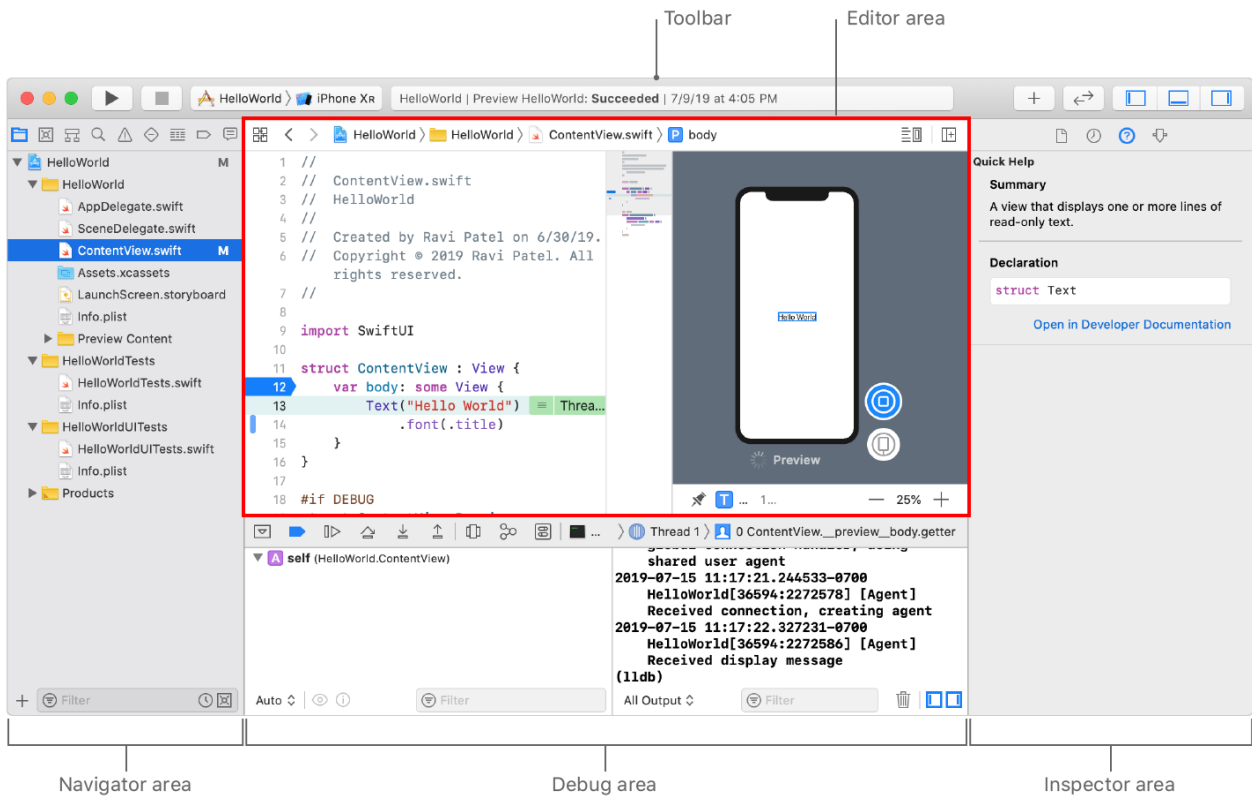 Toolbar
Editor area
HelloWorld
iPhone XR
HelloWorld | Preview HelloWorld: Succeeded | 7/9/19 at 4:05 PM
HelloWorld M
HelloWorld
AppDelegate.swift
SceneDelegate.swift
ContentView.swift M
Assets.xcassets
LaunchScreen.storyboard
Info.plist
Preview Content
HelloWorldTests
HelloWorldTests.swift
Info.plist
HelloWorldUITests
HelloWorldUITests.swift
Info.plist
Products
Filter
HelloWorld HelloWorld ContentView.swift P body
1 //
2 // ContentView.swift
3 // HelloWorld
4 //
5 // Created by Ravi Patel on 6/30/19.
6 // Copyright © 2019 Ravi Patel. All
rights reserved.
7 //
8
9 import SwiftUI
10
11 struct ContentView : View {
12 var body: some View {
13 Text("Hello World") = Threa...
14 .font(.title)
15 }
16 }
17
18 #if DEBUG
Hello World
Preview
T ... 1... 25%
... Thread 1 0 ContentView.__preview__body.getter
A self (HelloWorld.ContentView)
Auto
Filter
shared user agent
2019-07-15 11:17:21.244533-0700
HelloWorld[36594:2272578] [Agent]
Received connection, creating agent
2019-07-15 11:17:22.327231-0700
HelloWorld[36594:2272586] [Agent]
Received display message
(lldb)
All Output
Filter
Quick Help
Summary
A view that displays one or more lines of
read-only text.
Declaration
struct Text
Open in Developer Documentation
Navigator area
Debug area
Inspector area